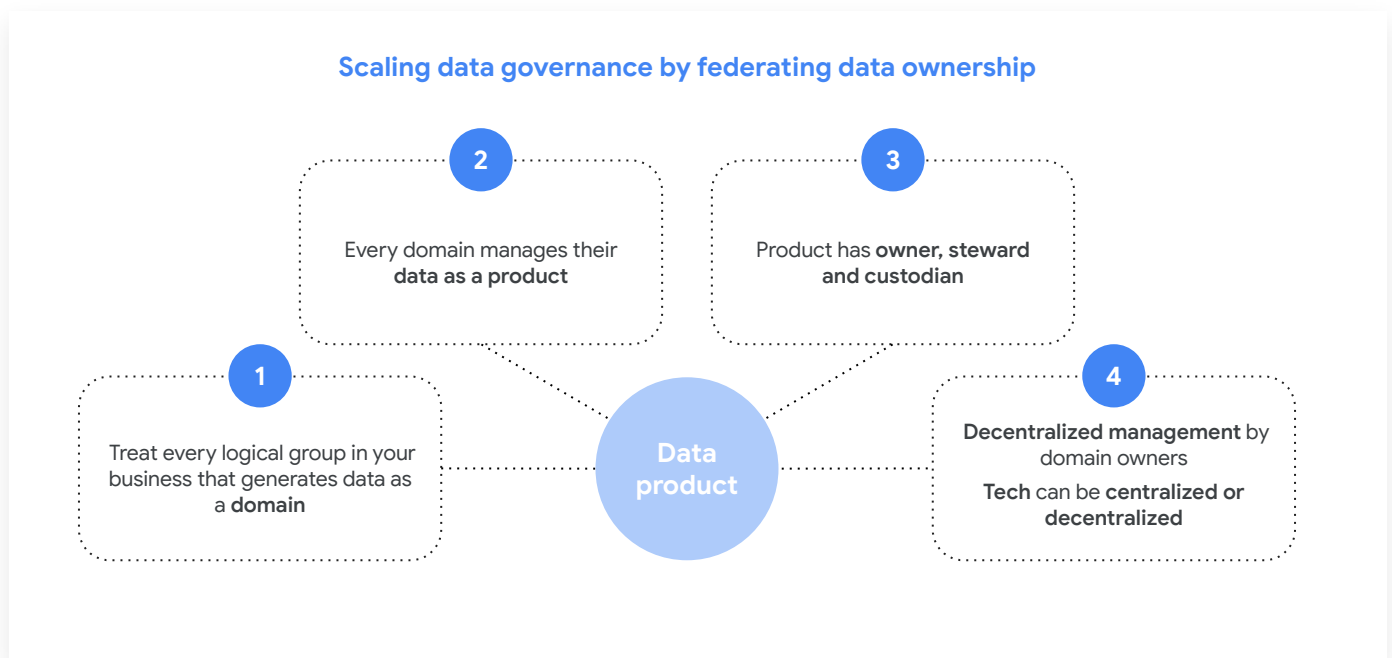 Scaling data governance by federating data ownership
2
Every domain manages their
data as a product
3
Product has owner, steward
and custodian
1
Treat every logical group in your
business that generates data as
a domain
Data
product
4
Decentralized management by
domain owners
Tech can be centralized or
decentralized